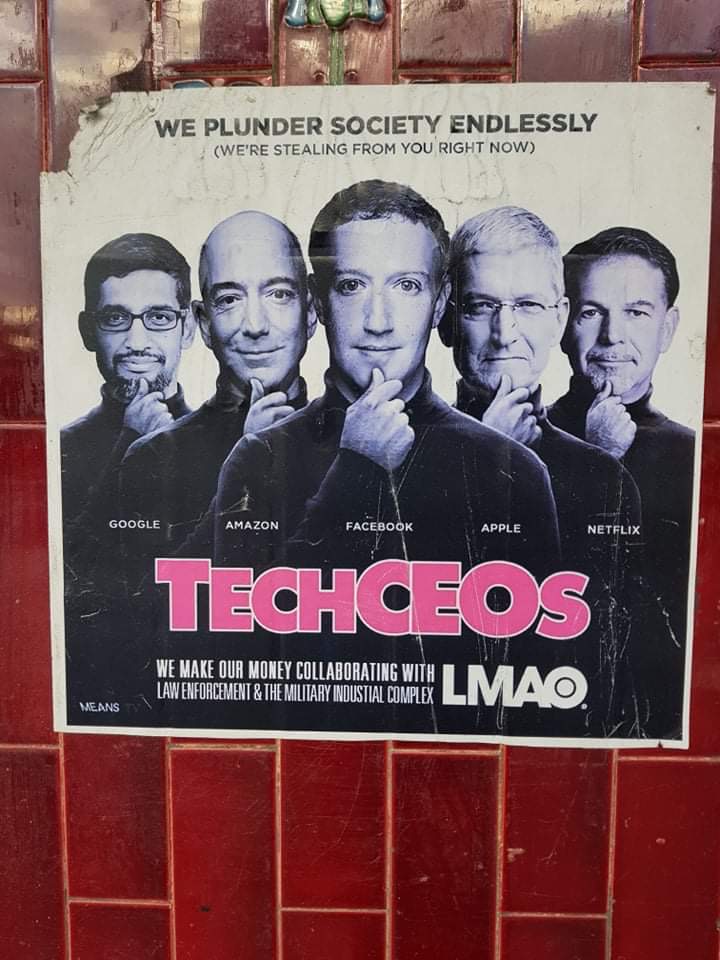 WE PLUNDER SOCIETY ENDLESSLY
(WE'RE STEALING FROM YOU RIGHT NOW)
GOOGLE AMAZON FACEBOOK APPLE NETFLIX
TECHCEOS
WE MAKE OUR MONEY COLLABORATING WITH
LAW ENFORCEMENT & THE MILITARY INDUSTIAL COMPLEX
LMAO
MEANS TV